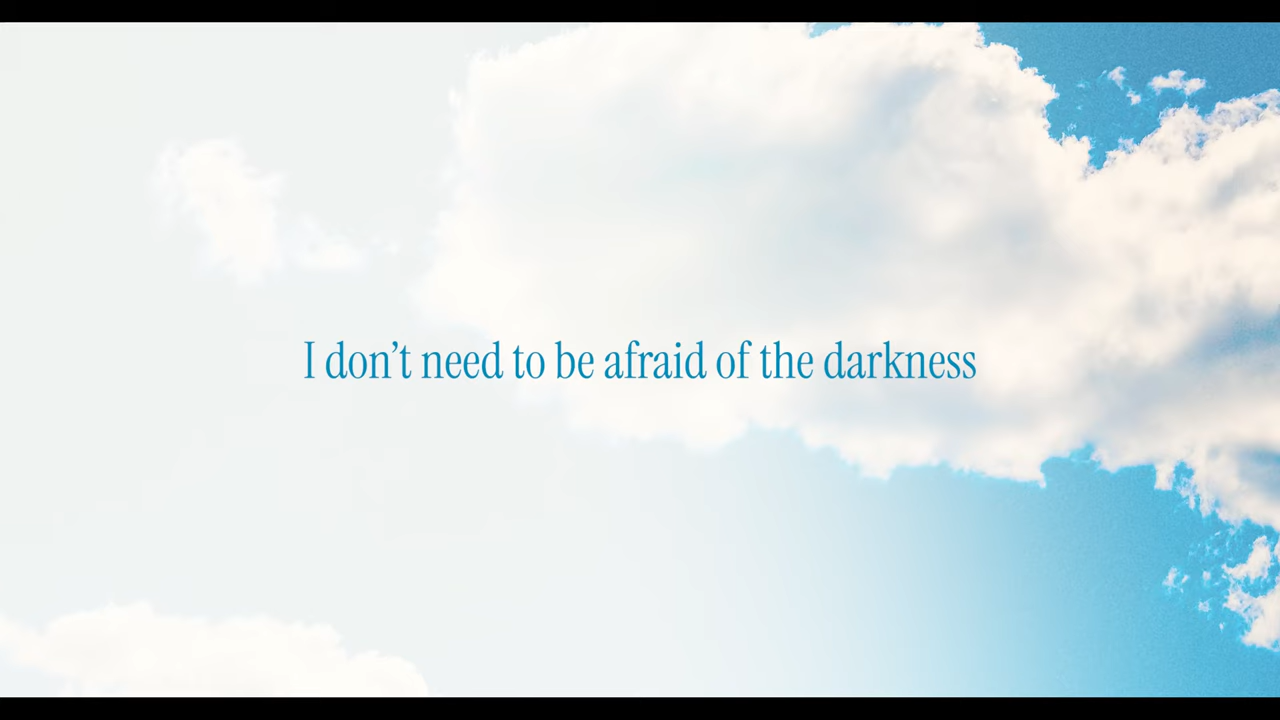 I don’t need to be afraid of the darkness